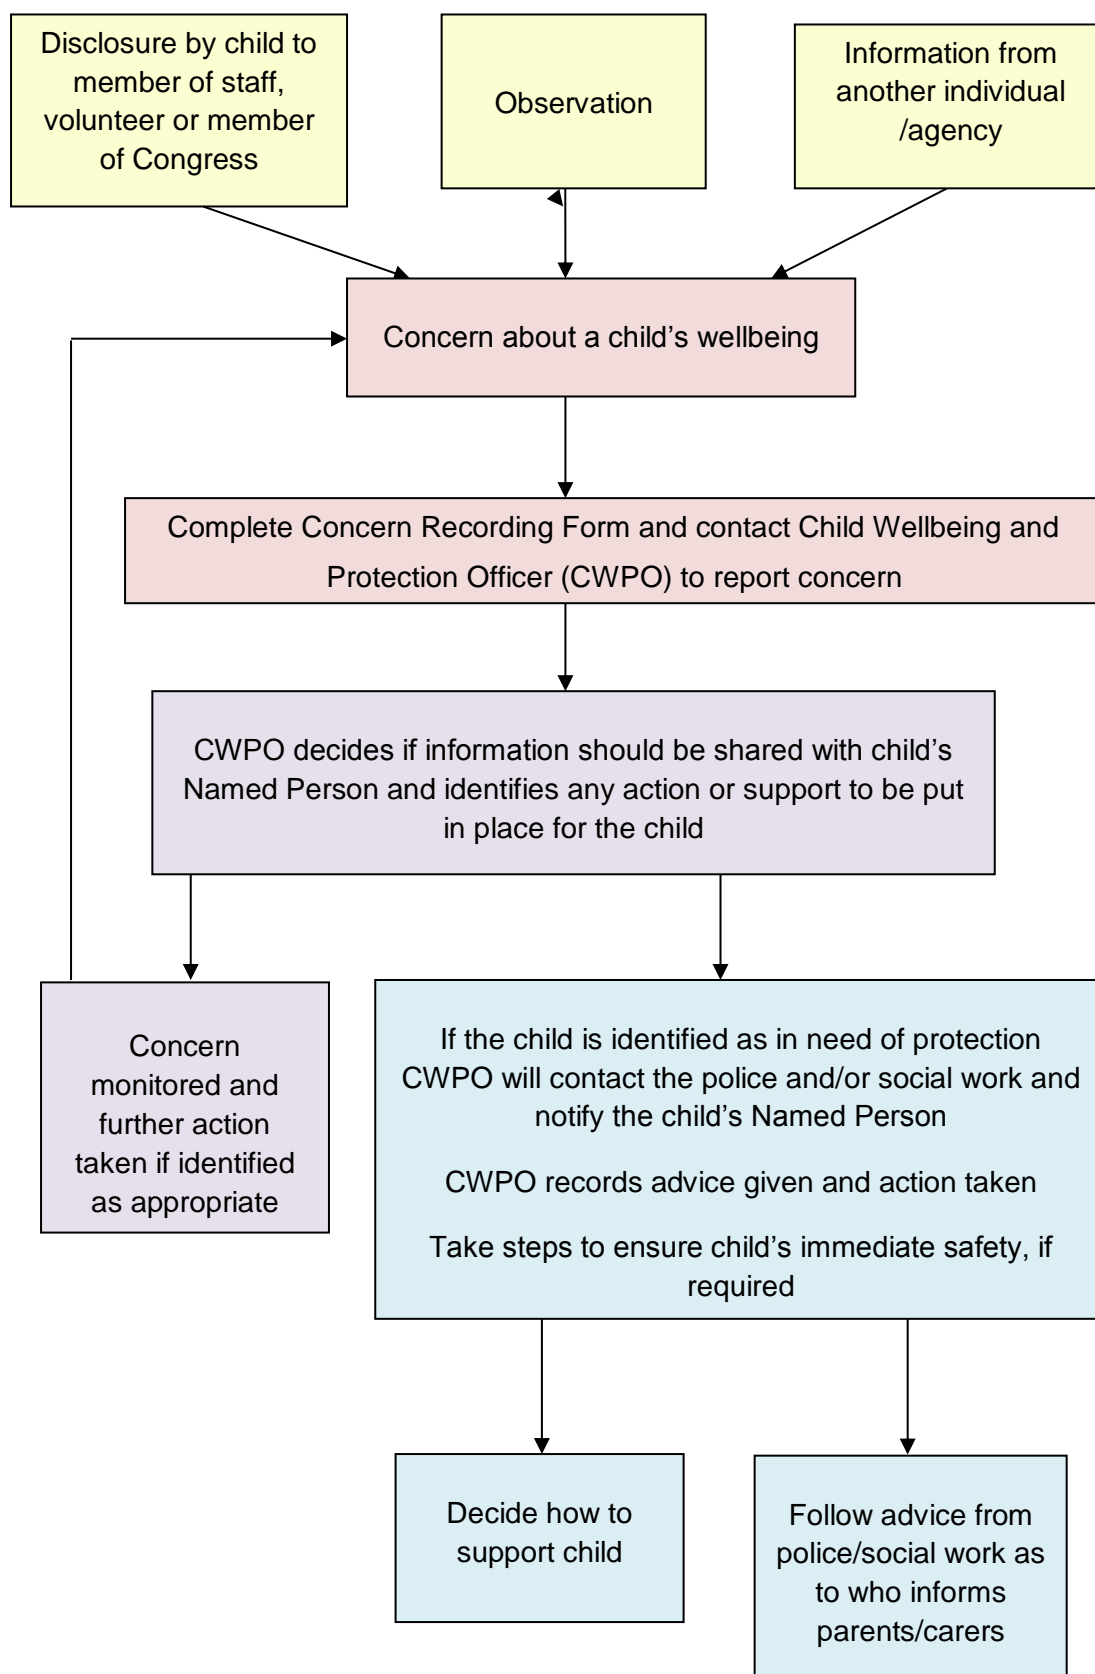 Disclosure by child to
member of staff,
volunteer or member
of Congress
Observation
Information from
another individual
/agency
Concern about a child’s wellbeing
Complete Concern Recording Form and contact Child Wellbeing and
Protection Officer (CWPO) to report concern
CWPO decides if information should be shared with child’s
Named Person and identifies any action or support to be put
in place for the child
Concern
monitored and
further action
taken if identified
as appropriate
If the child is identified as in need of protection
CWPO will contact the police and/or social work and
notify the child’s Named Person
CWPO records advice given and action taken
Take steps to ensure child’s immediate safety, if
required
Decide how to
support child
Follow advice from
police/social work as
to who informs
parents/carers